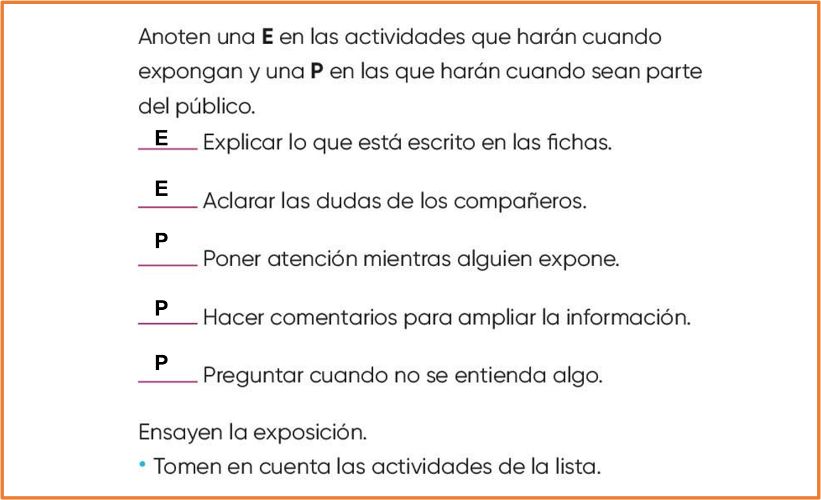 Anoten una E en las actividades que harán cuando
expongan y una P en las que harán cuando sean parte
del público.
E Explicar lo que está escrito en las fichas.
E Aclarar las dudas de los compañeros.
P Poner atención mientras alguien expone.
P Hacer comentarios para ampliar la información.
P Preguntar cuando no se entienda algo.
Ensayen la exposición.
• Tomen en cuenta las actividades de la lista.